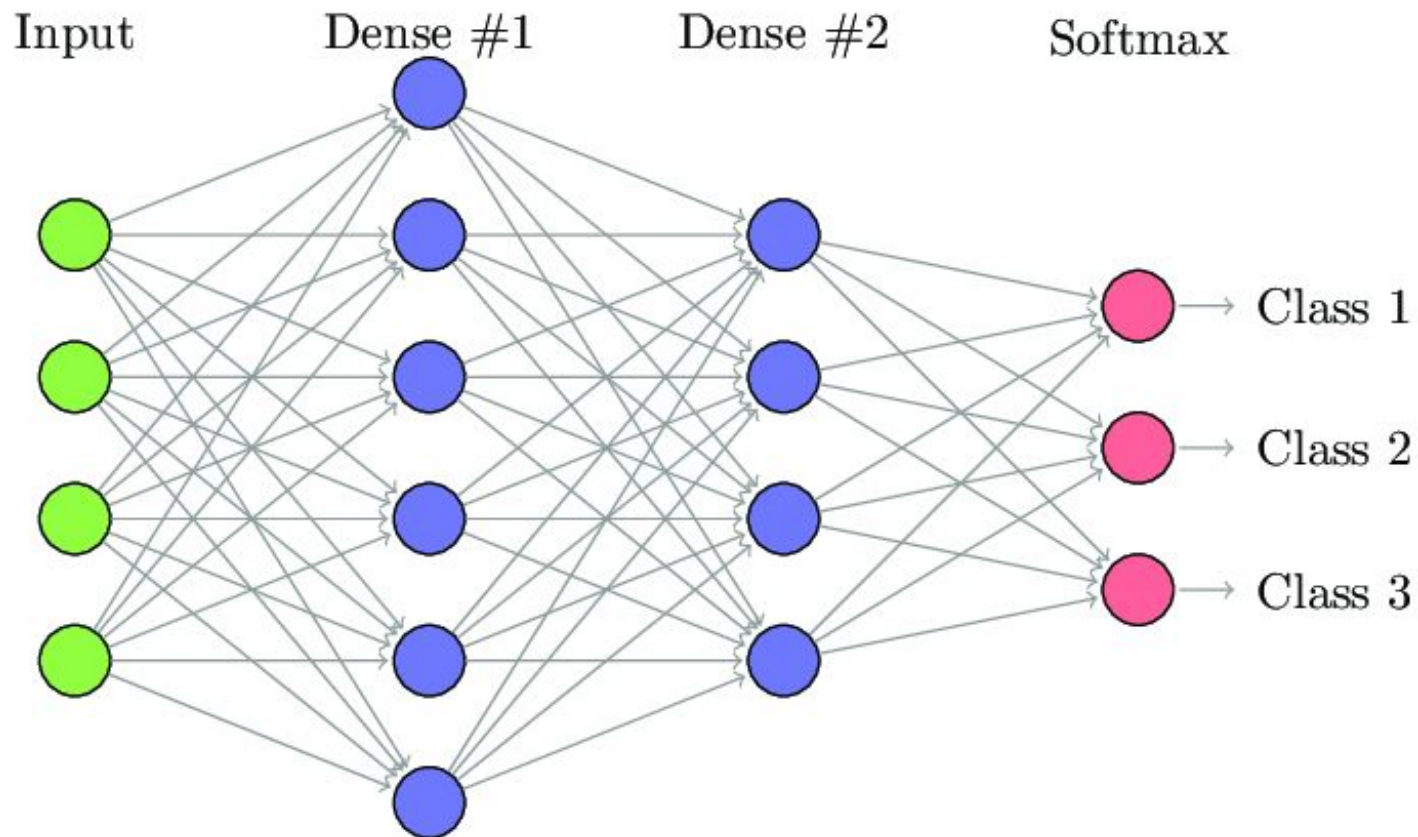 Input
Dense #1
Dense #2
Softmax
Class 1
Class 2
Class 3